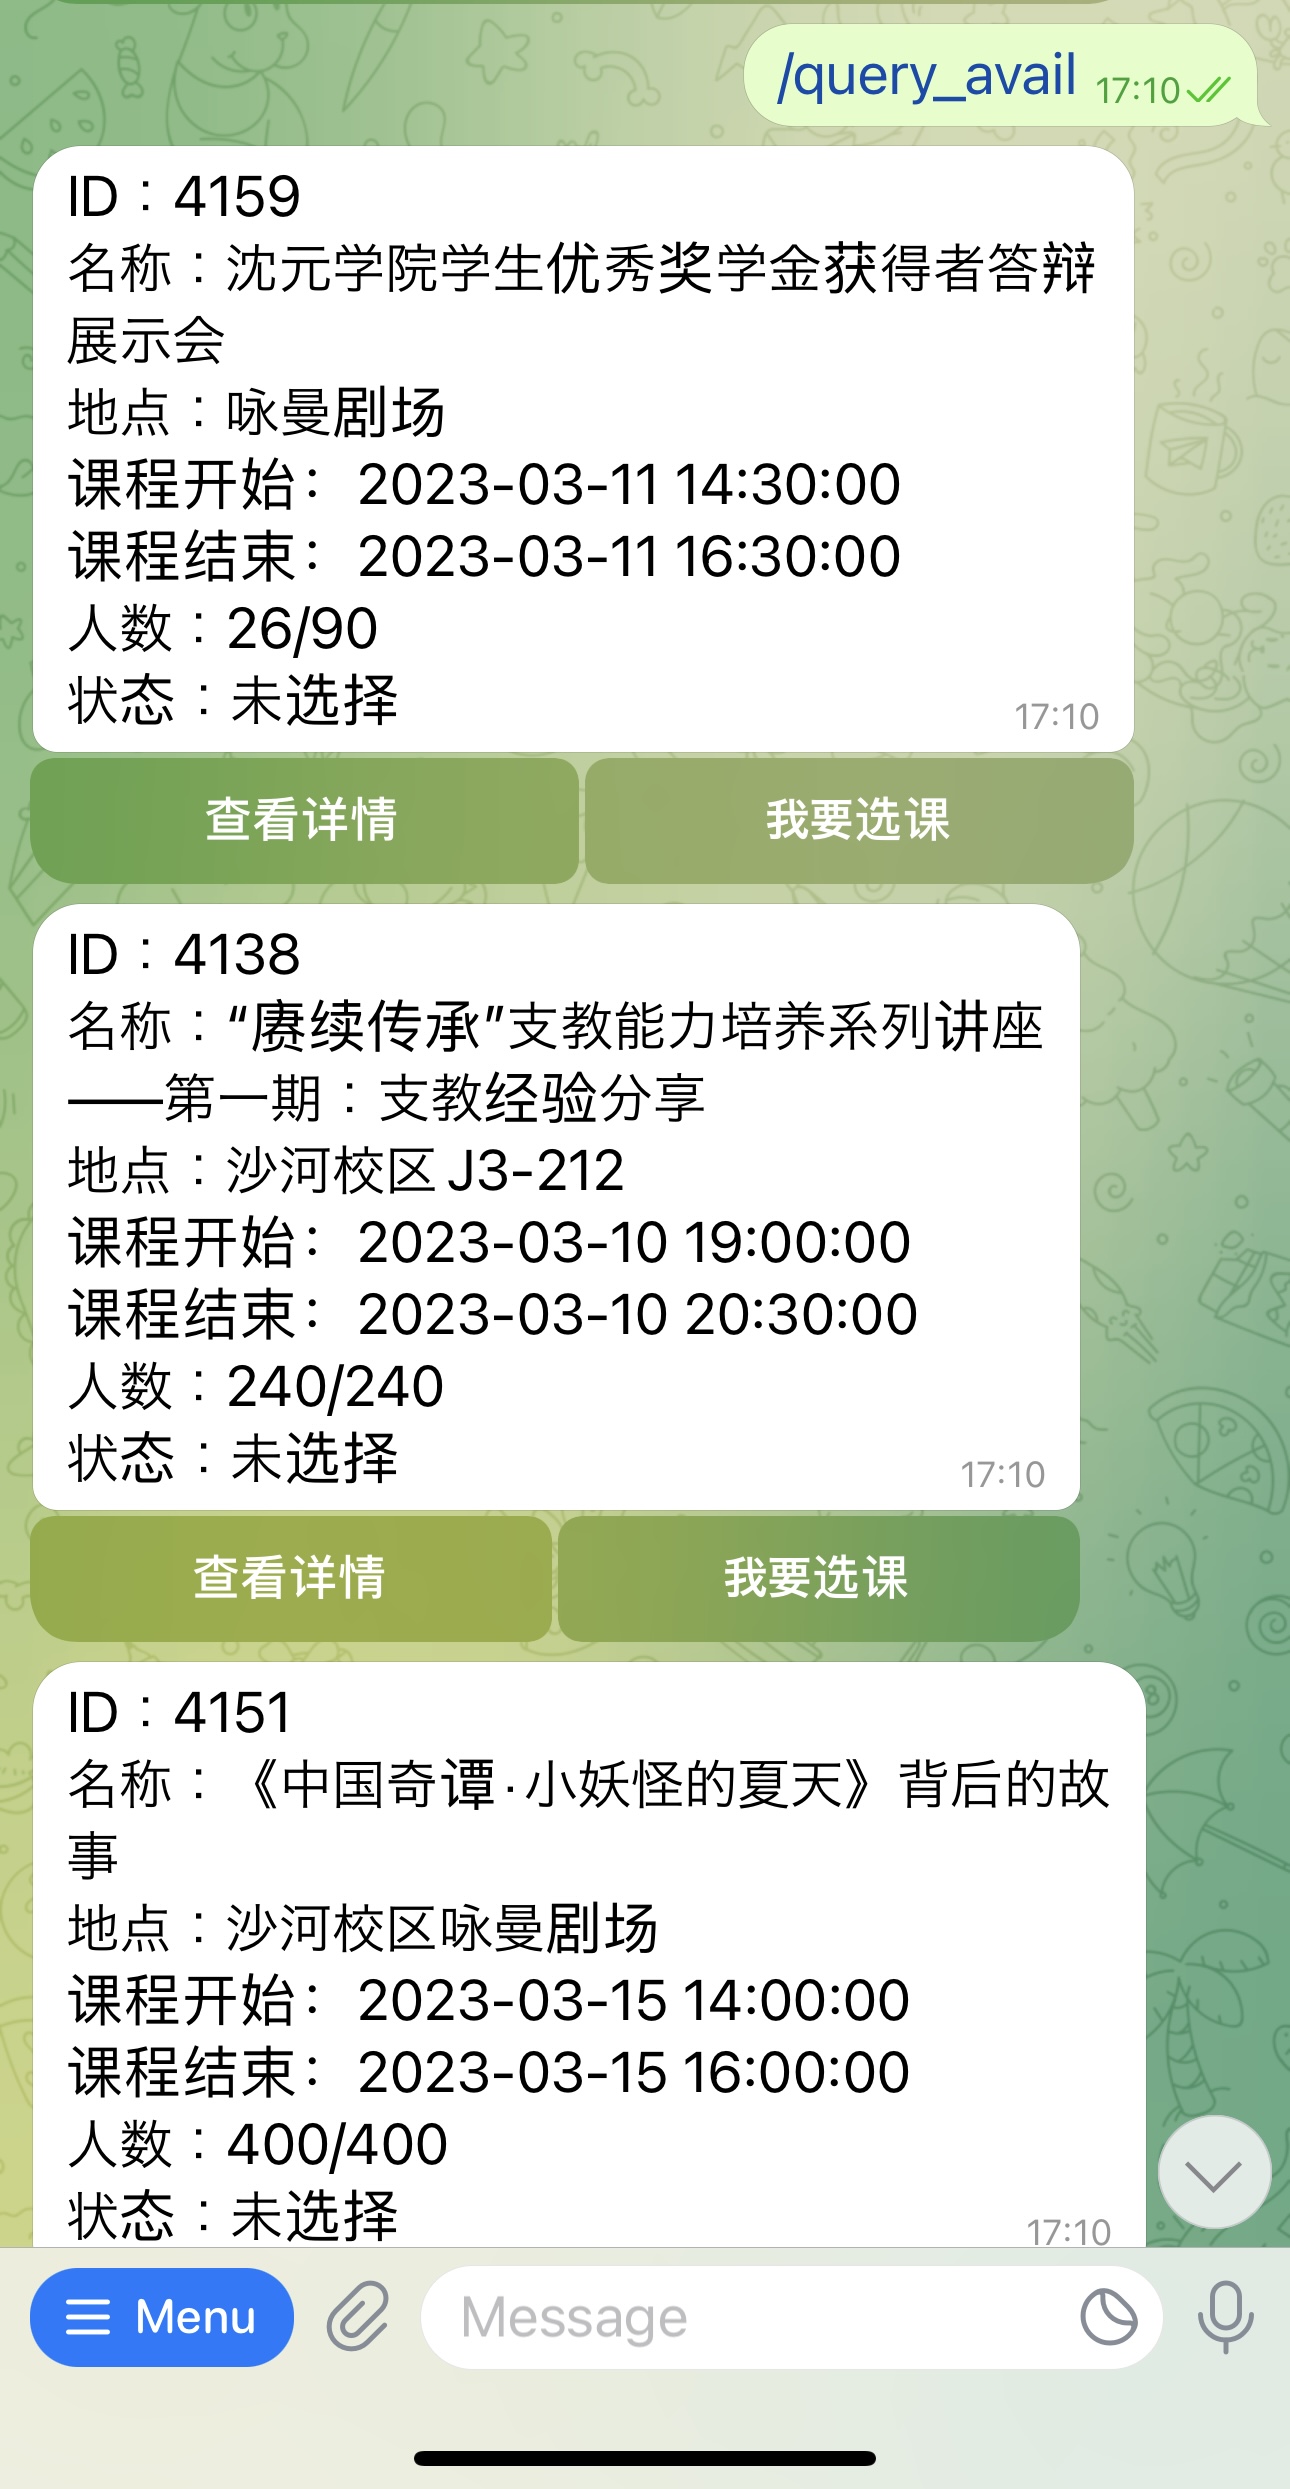 /query_avail 17:10
ID：4159
名称：沈元学院学生优秀奖学金获得者答辩
展示会
地点：咏曼剧场
课程开始： 2023-03-11 14:30:00
课程结束： 2023-03-11 16:30:00
人数：26/90
状态：未选择
17:10
查看详情 我要选课
ID：4138
名称：“赓续传承”支教能力培养系列讲座
——第一期：支教经验分享
地点：沙河校区 J3-212
课程开始： 2023-03-10 19:00:00
课程结束： 2023-03-10 20:30:00
人数：240/240
状态：未选择
17:10
查看详情 我要选课
ID：4151
名称：《中国奇谭·小妖怪的夏天》背后的故
事
地点：沙河校区咏曼剧场
课程开始： 2023-03-15 14:00:00
课程结束： 2023-03-15 16:00:00
人数：400/400
状态：未选择
17:10
Menu Message